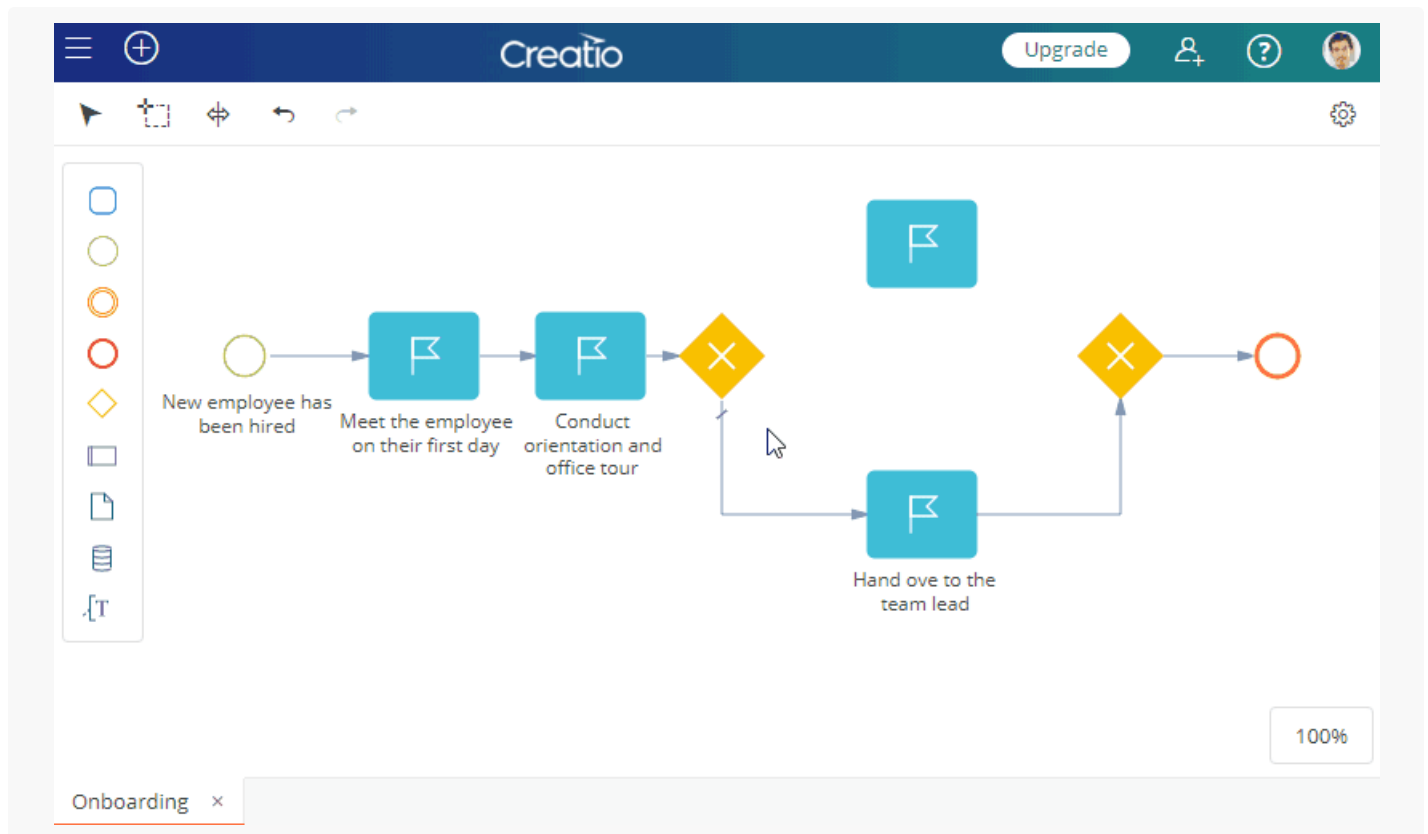 Creatio
Upgrade
New employee has
been hired
Meet the employee
on their first day
Conduct
orientation and
office tour
Hand ove to the
team lead
T
100%
Onboarding ×